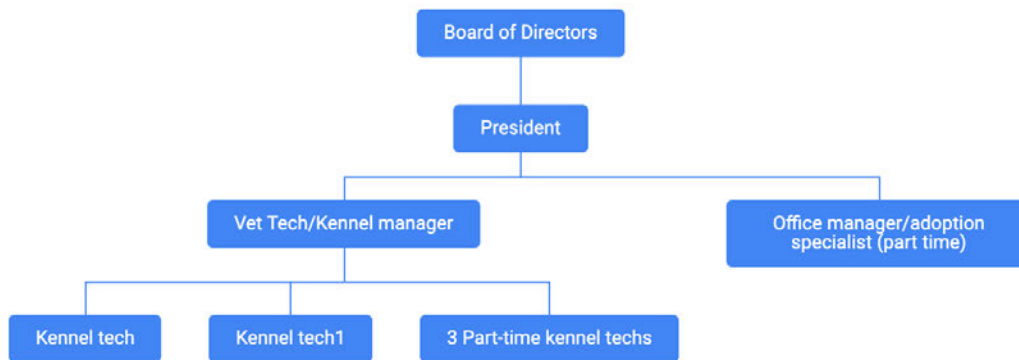 Board of Directors
President
Vet Tech/Kennel manager
Office manager/adoption
specialist (part time)
Kennel tech
Kennel tech1
3 Part-time kennel techs